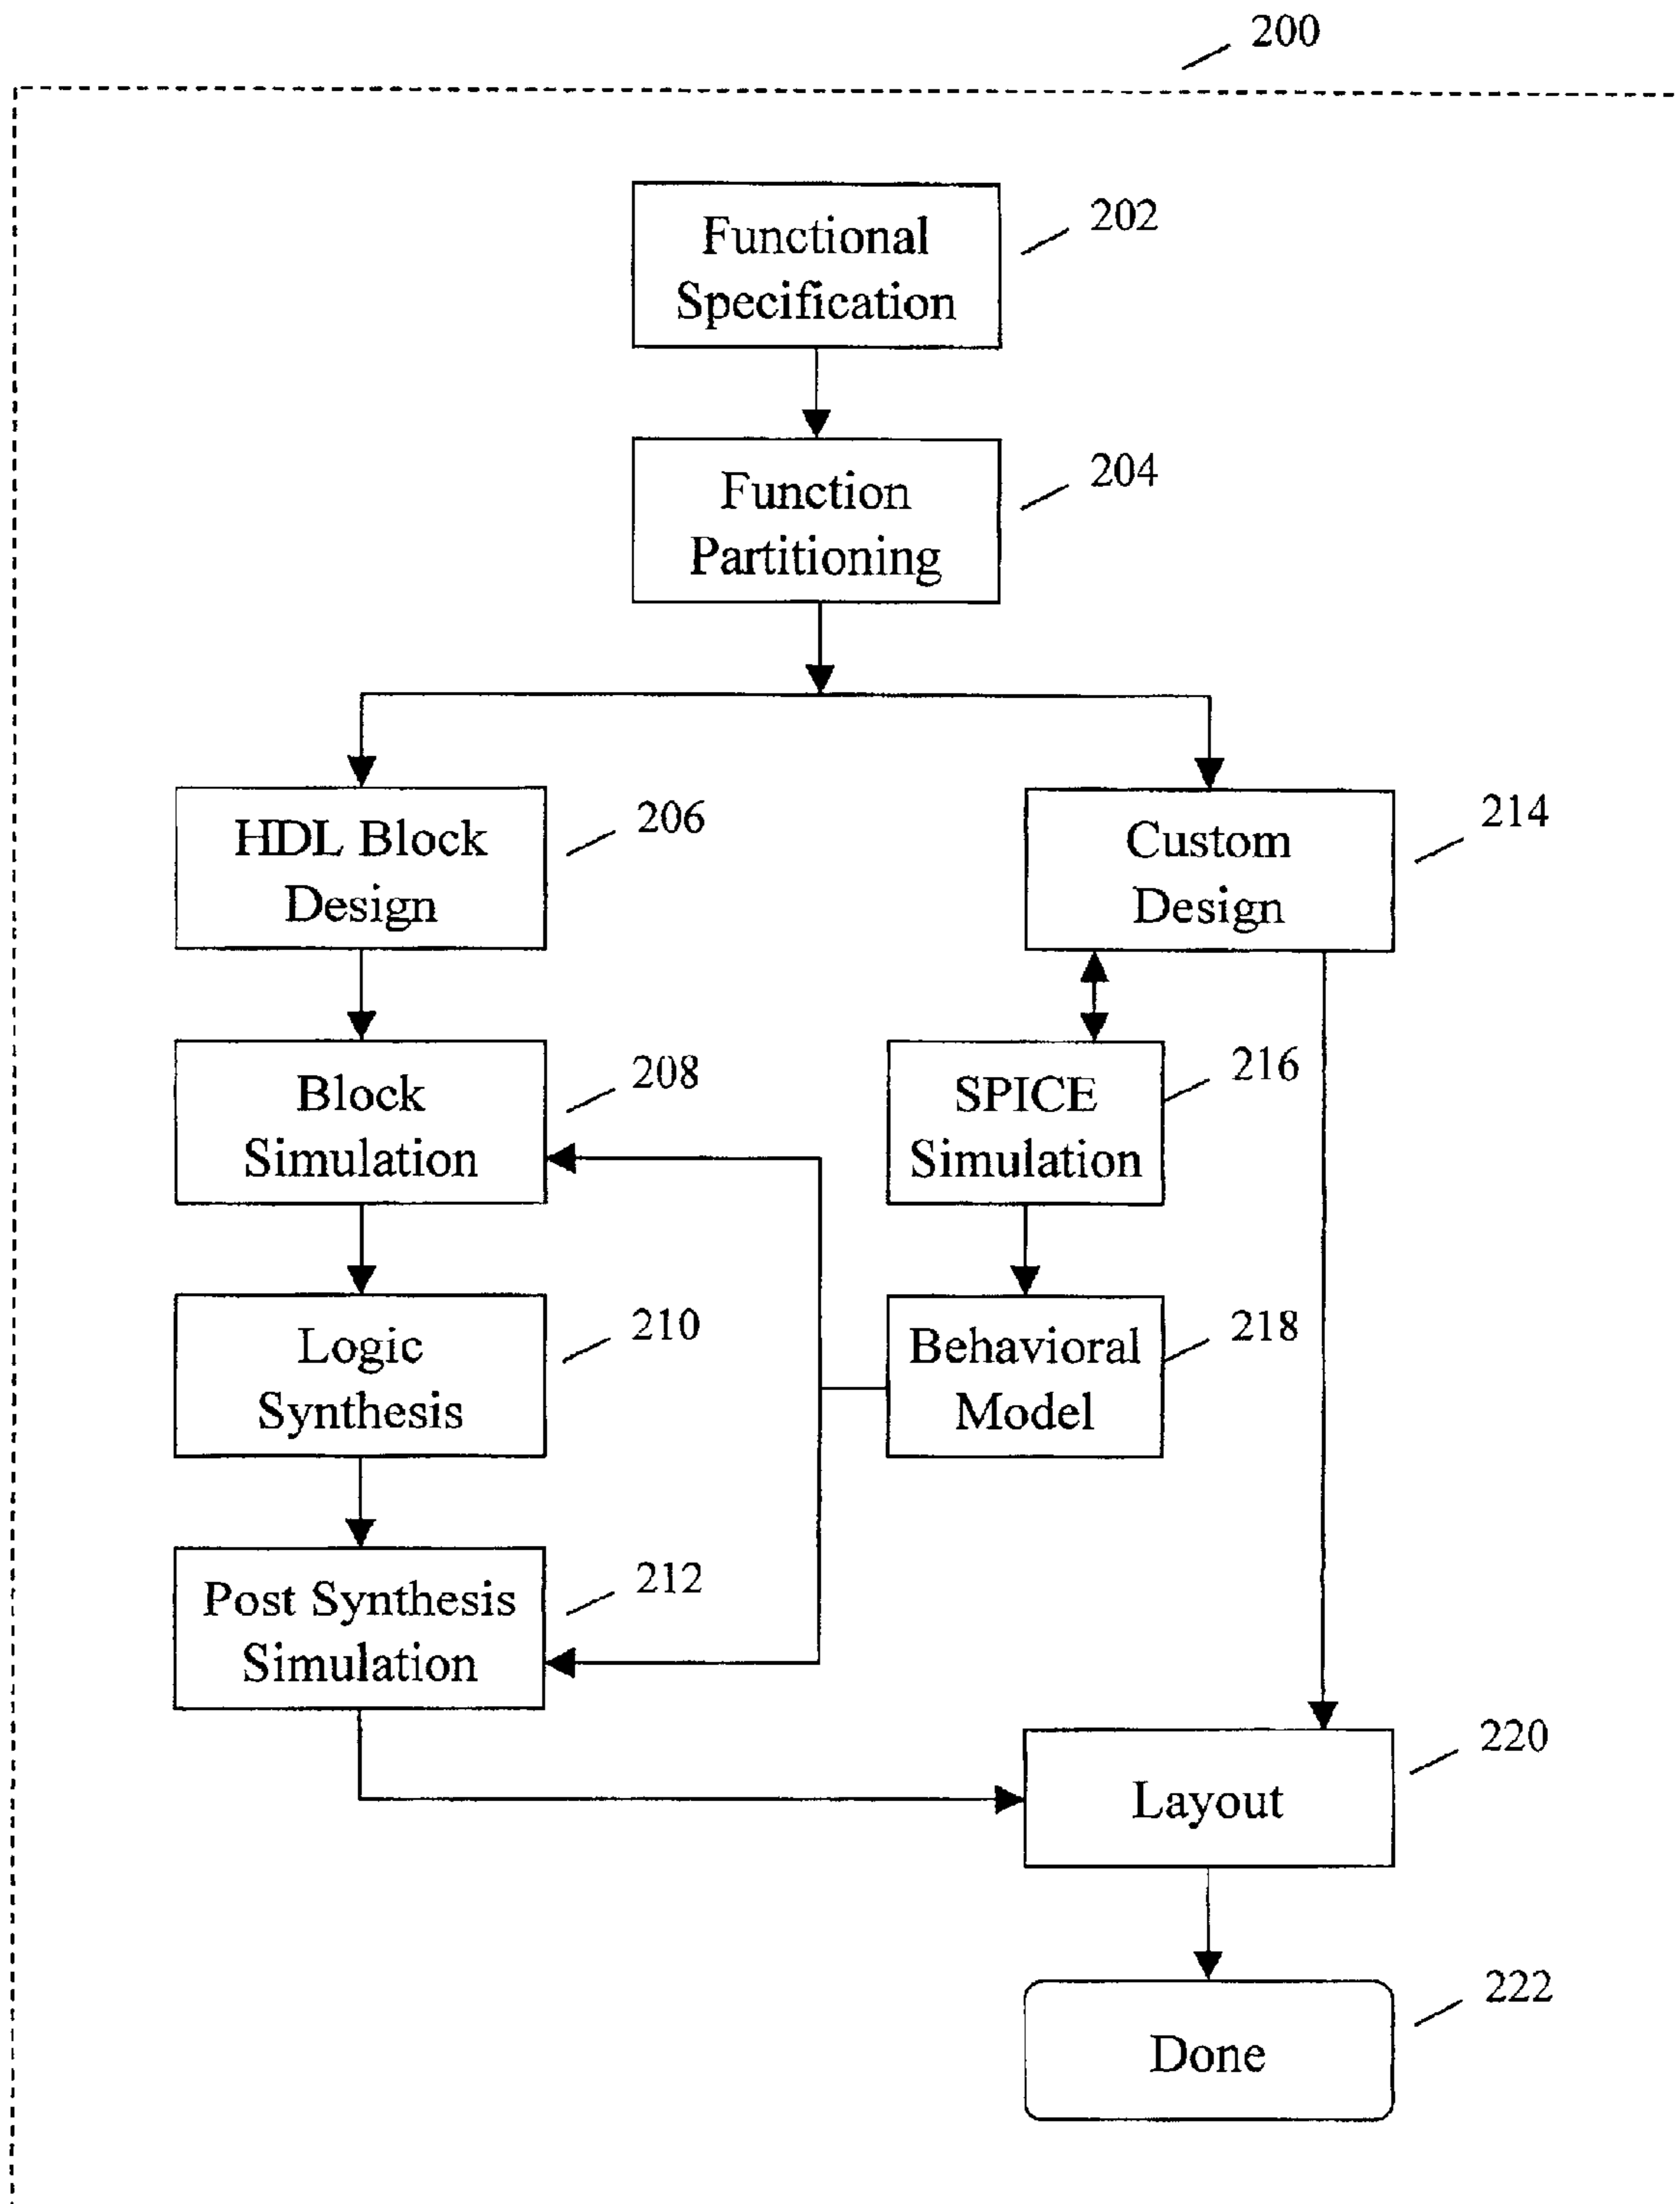 200
Functional
Specification
202
Function
Partitioning
204
HDL Block
Design
206
Custom
Design
214
Block
Simulation
208
SPICE
Simulation
216
Logic
Synthesis
210
Behavioral
Model
218
Post Synthesis
Simulation
212
Layout
220
Done
222